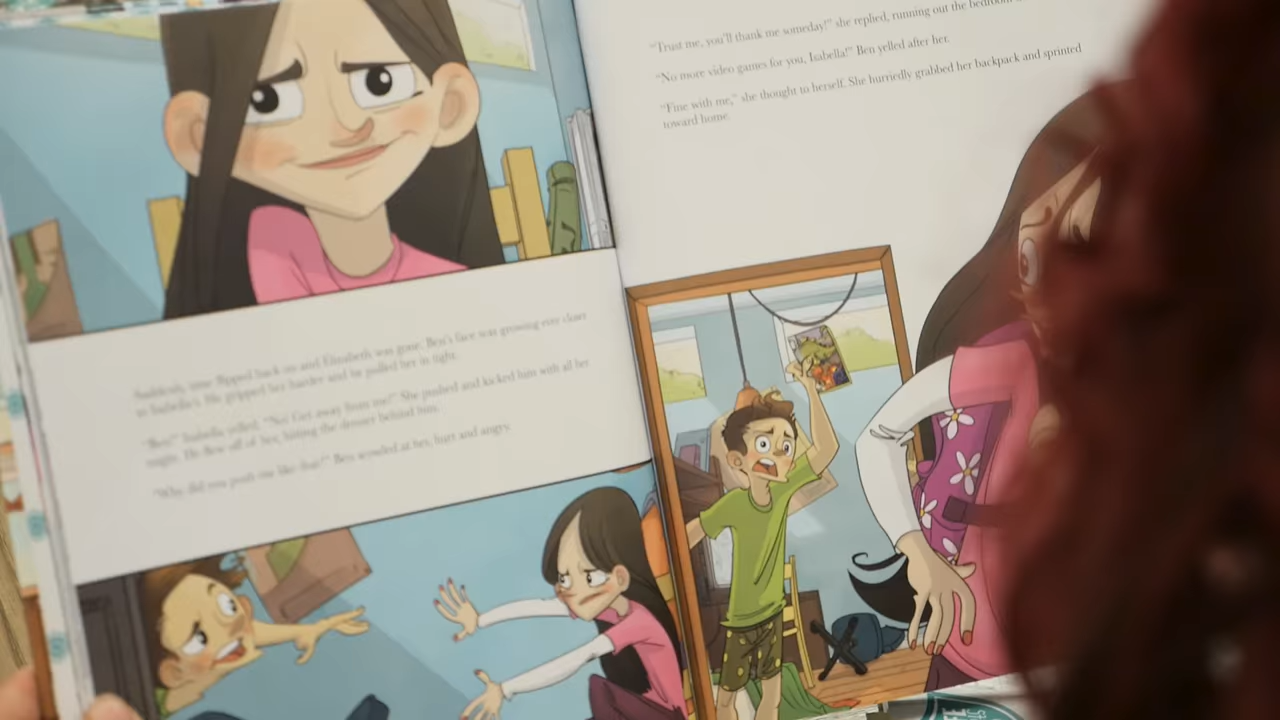 Suddenly, time flipped back on and Elizabeth was gone. Ben's face was growing ever closer
to Isabella's. He gripped her harder and he pulled her in tight.
"Ben!" Isabella yelled. "No! Get away from me!" She pushed and kicked him with all her
might. He flew off of her, hitting the dresser behind him.
"Why did you push me like that?" Ben scowled at her, hurt and angry.
"Trust me, you'll thank me someday!" she replied, running out the bedroom
"No more video games for you, Isabella!" Ben yelled after her.
"Fine with me," she thought to herself. She hurriedly grabbed her backpack and sprinted
toward home.